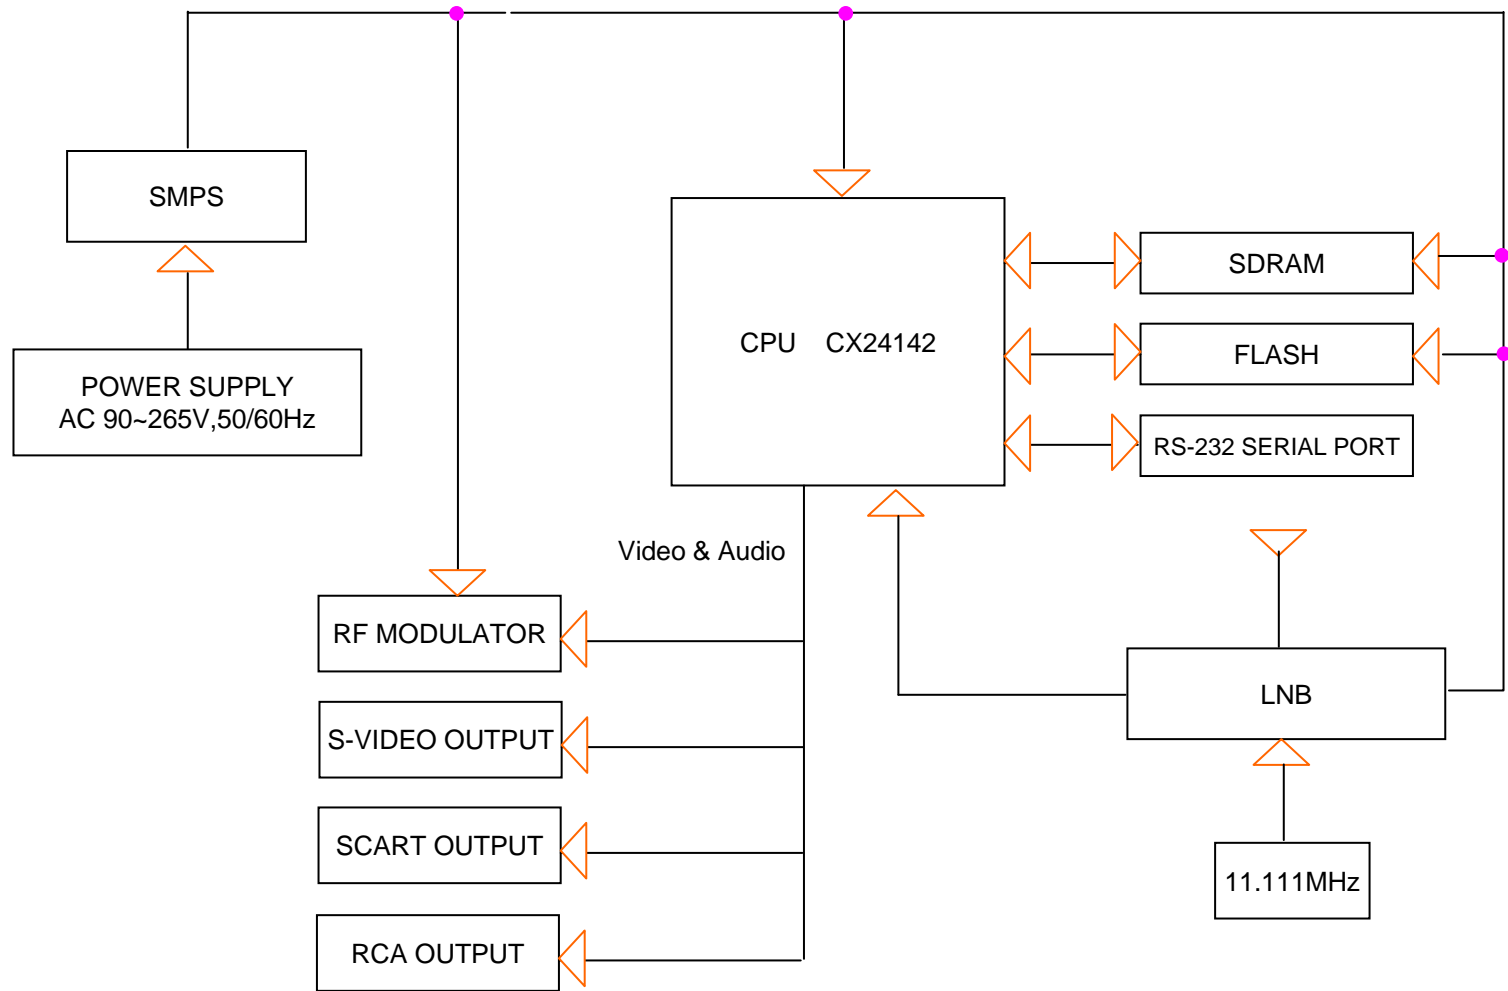 SMPS
POWER SUPPLY
AC 90~265V,50/60Hz
CPU CX24142
SDRAM
FLASH
RS-232 SERIAL PORT
Video & Audio
RF MODULATOR
S-VIDEO OUTPUT
SCART OUTPUT
RCA OUTPUT
LNB
11.111MHz